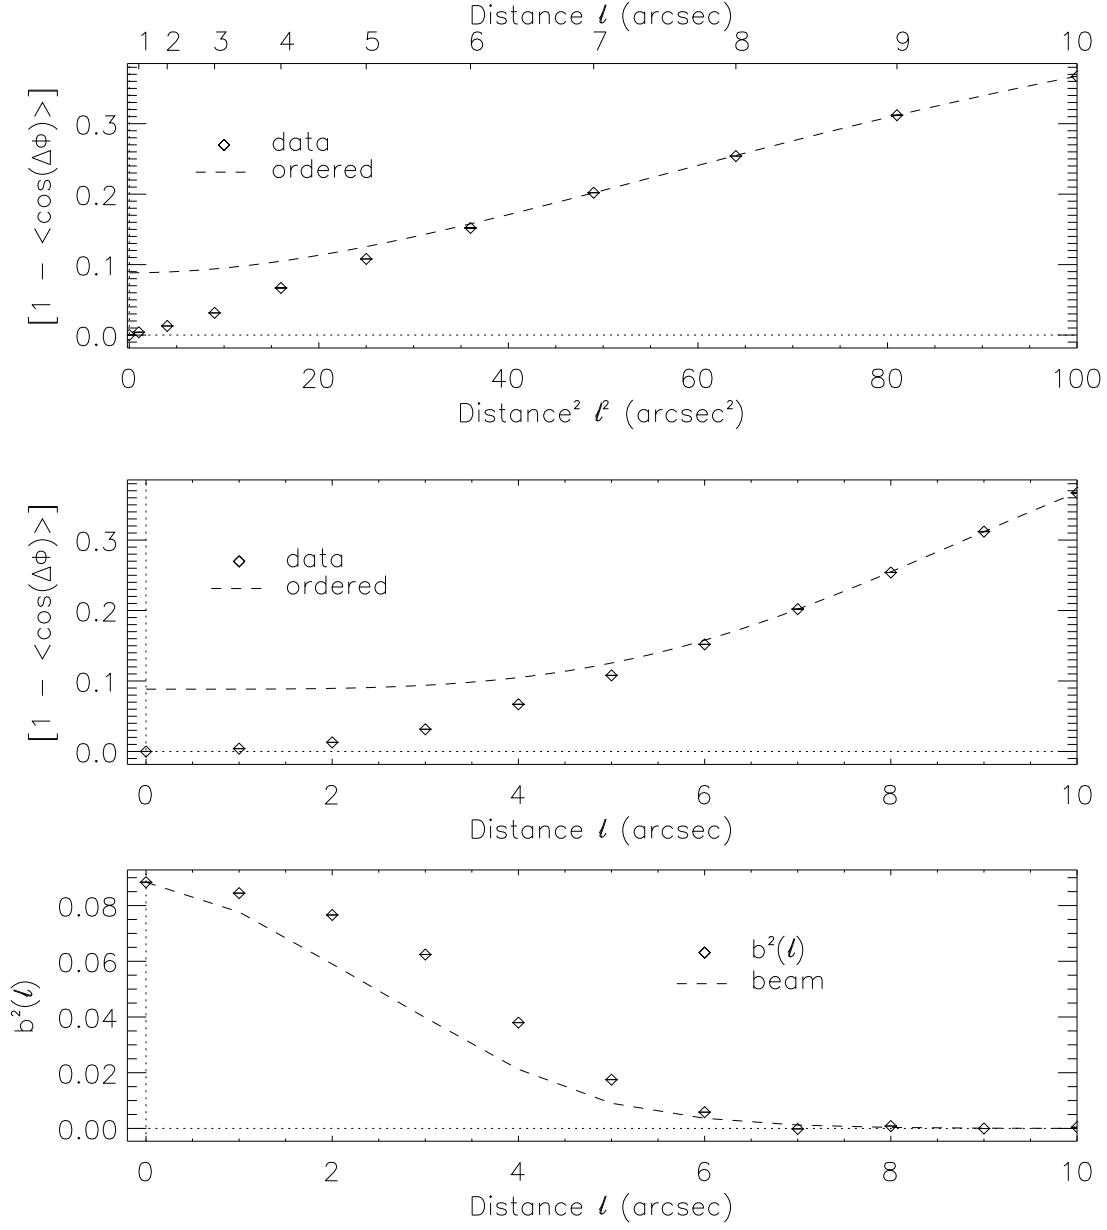 Distance ℓ (arcsec)
1 2 3 4 5 6 7 8 9 10
[1 − <cos(ΔΦ)>]
0.3
0.2
0.1
0.0
data
ordered
0 20 40 60 80 100
Distance² ℓ² (arcsec²)
[1 − <cos(ΔΦ)>]
0.3
0.2
0.1
0.0
data
ordered
0 2 4 6 8 10
Distance ℓ (arcsec)
b²(ℓ)
0.08
0.06
0.04
0.02
0.00
b²(ℓ)
beam
0 2 4 6 8 10
Distance ℓ (arcsec)